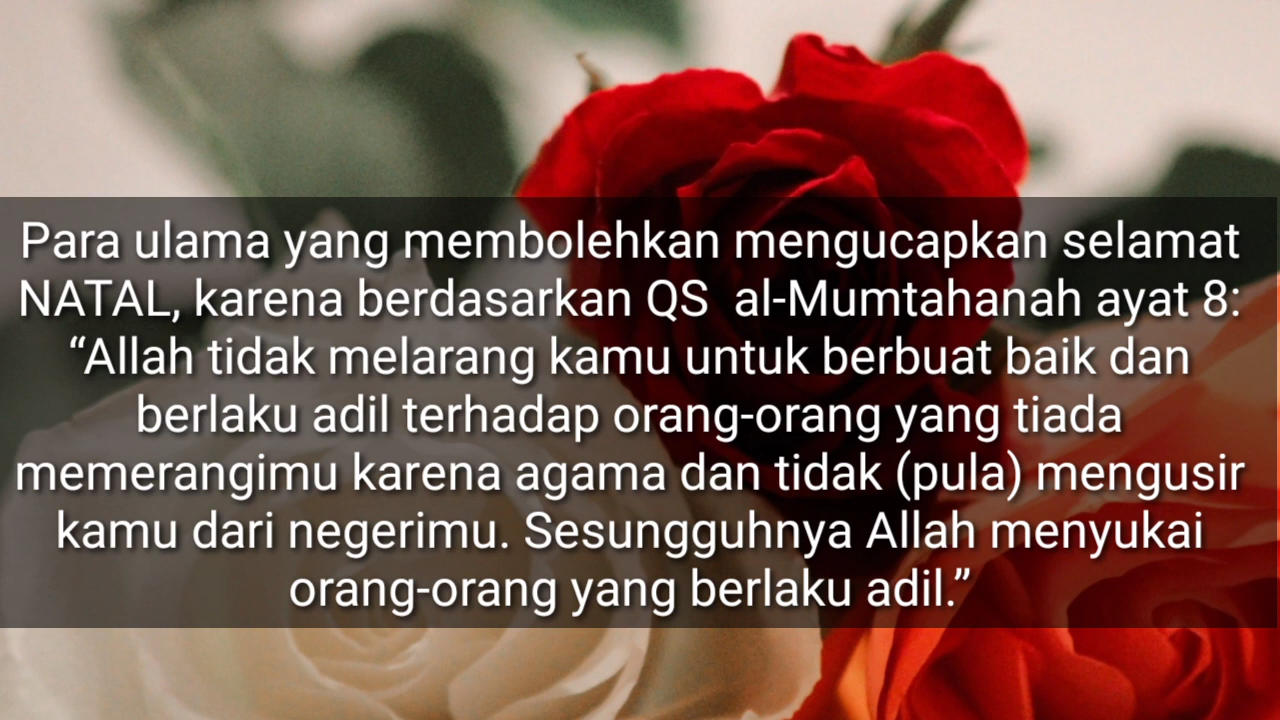 Para ulama yang membolehkan mengucapkan selamat
NATAL, karena berdasarkan QS  al-Mumtahanah ayat 8:
“Allah tidak melarang kamu untuk berbuat baik dan
berlaku adil terhadap orang-orang yang tiada
memerangimu karena agama dan tidak (pula) mengusir
kamu dari negerimu. Sesungguhnya Allah menyukai
orang-orang yang berlaku adil.”